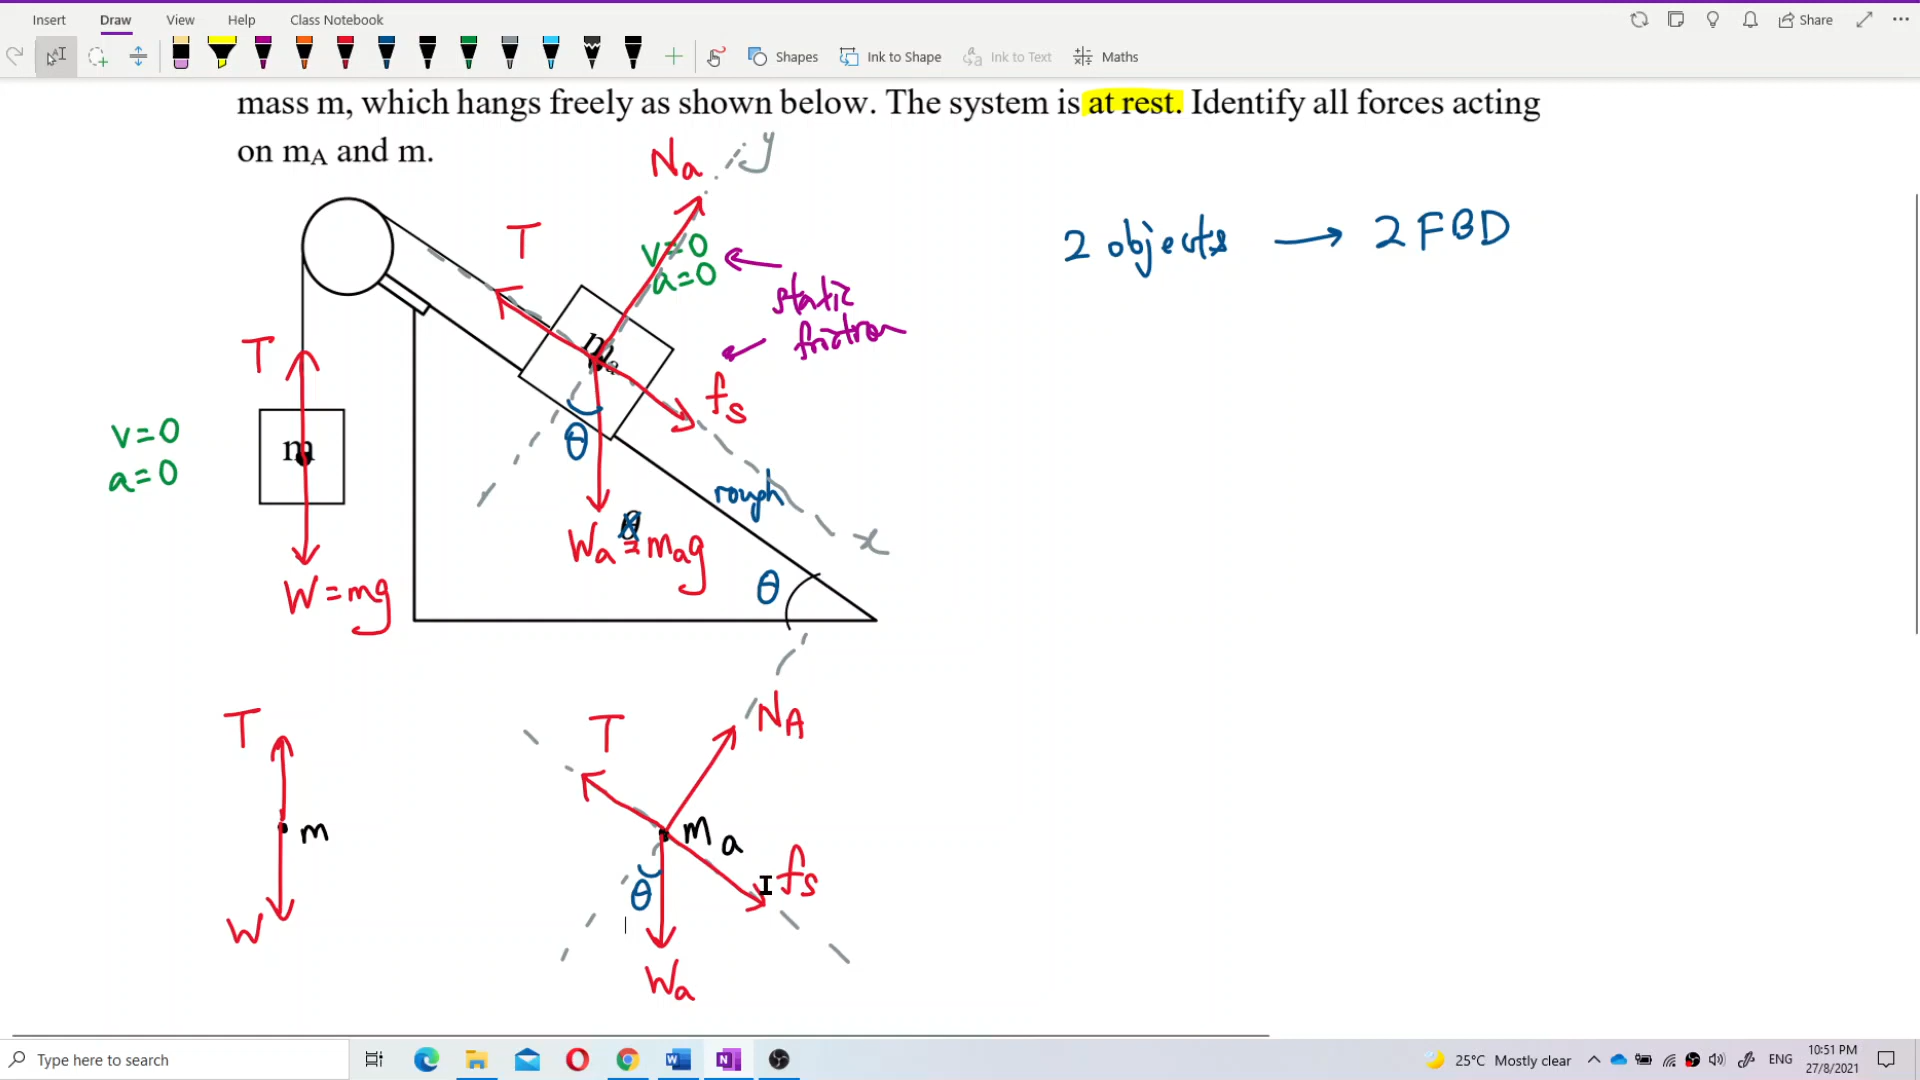 Insert Draw View Help Class Notebook Share
Shapes Ink to Shape Ink to Text Maths
mass m, which hangs freely as shown below. The system is at rest. Identify all forces acting
on mA and m.
y
Na
T
v=0
a=0
static
friction
2 objects → 2 FBD
ma
T
fs
v=0
a=0
m
θ
rough
Wa = mag
x
W=mg
θ
T
m
W
T
NA
ma
fs
θ
Wa
Type here to search
25°C Mostly clear
ENG
10:51 PM
27/8/2021